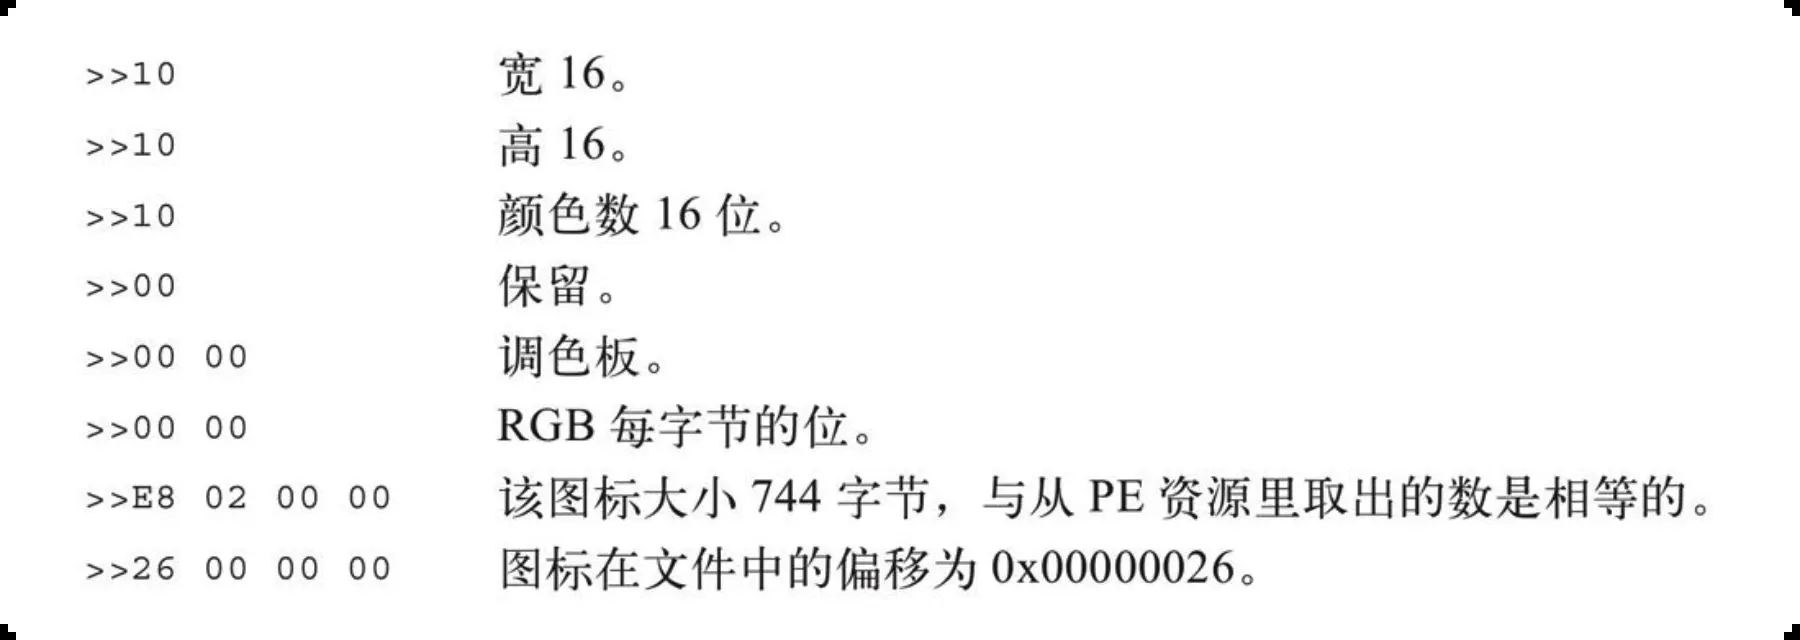 >>10 宽 16。
>>10 高 16。
>>10 颜色数 16 位。
>>00 保留。
>>00 00 调色板。
>>00 00 RGB 每字节的位。
>>E8 02 00 00 该图标大小 744 字节，与从 PE 资源里取出的数是相等的。
>>26 00 00 00 图标在文件中的偏移为 0x00000026。